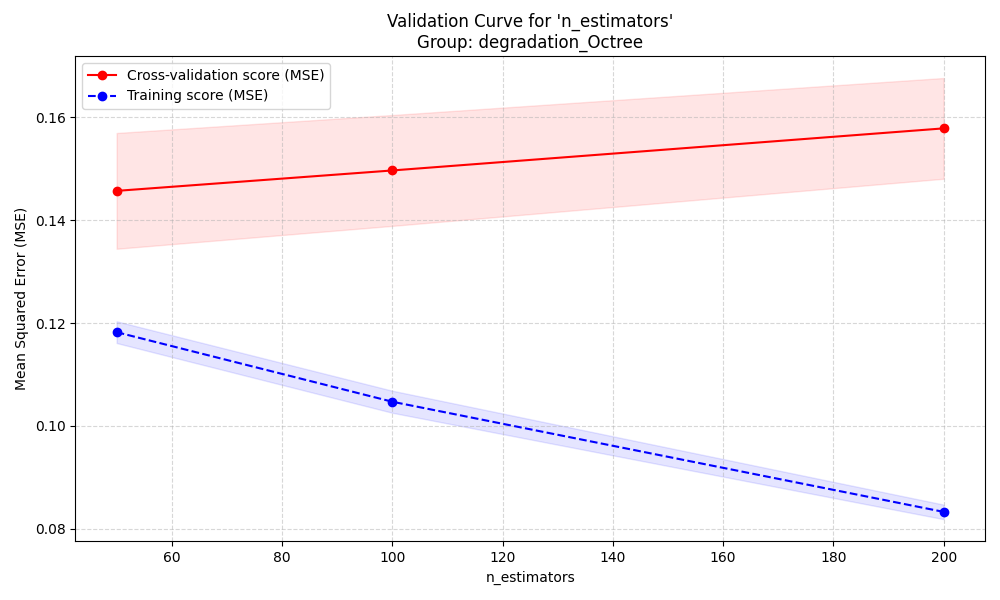 Validation Curve for 'n_estimators'
Group: degradation_Octree
Cross-validation score (MSE)
Training score (MSE)
Mean Squared Error (MSE)
0.16
0.14
0.12
0.10
0.08
60 80 100 120 140 160 180 200
n_estimators